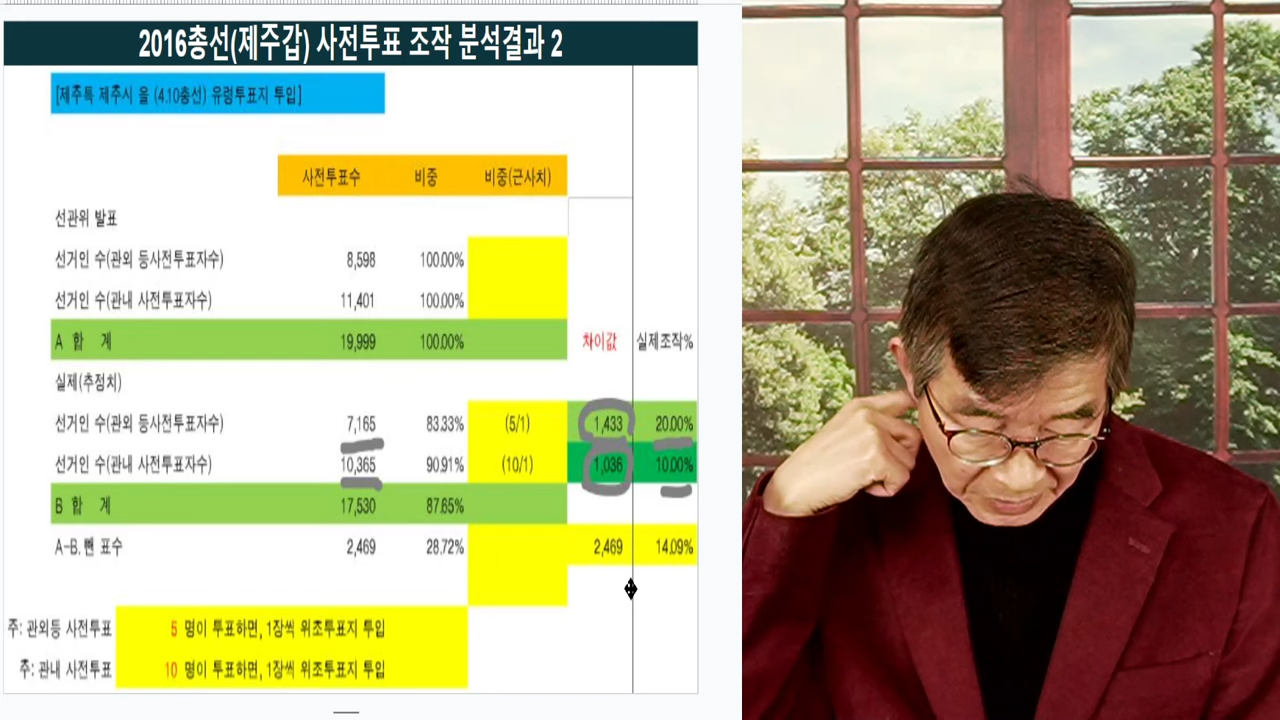 2016총선(제주갑) 사전투표 조작 분석결과 2
[제주특 제주시 을 (4.10총선) 유령투표지 투입]
사전투표수 비중 비중(근사치)
선관위 발표
선거인 수(관외 등사전투표자수) 8,598 100.00%
선거인 수(관내 사전투표자수) 11,401 100.00%
A 합 계 19,999 100.00% 차이값 실제조작%
실제(추정치)
선거인 수(관외 등사전투표자수) 7,165 83.33% (5/1) 1,433 20.00%
선거인 수(관내 사전투표자수) 10,365 90.91% (10/1) 1,036 10.00%
B 합 계 17,530 87.65%
A-B.뺀 표수 2,469 28.72% 2,469 14.09%
주: 관외등 사전투표 5 명이 투표하면, 1장씩 위조투표지 투입
주: 관내 사전투표 10 명이 투표하면, 1장씩 위초투표지 투입